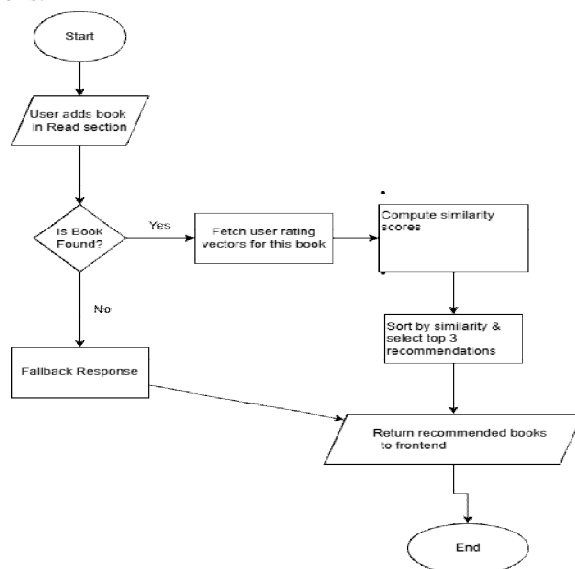 Start
User adds book
in Read section
Is Book
Found?
Yes
Fetch user rating
vectors for this book
Compute similarity
scores
No
Sort by similarity &
select top 3
recommendations
Fallback Response
Return recommended books
to frontend
End